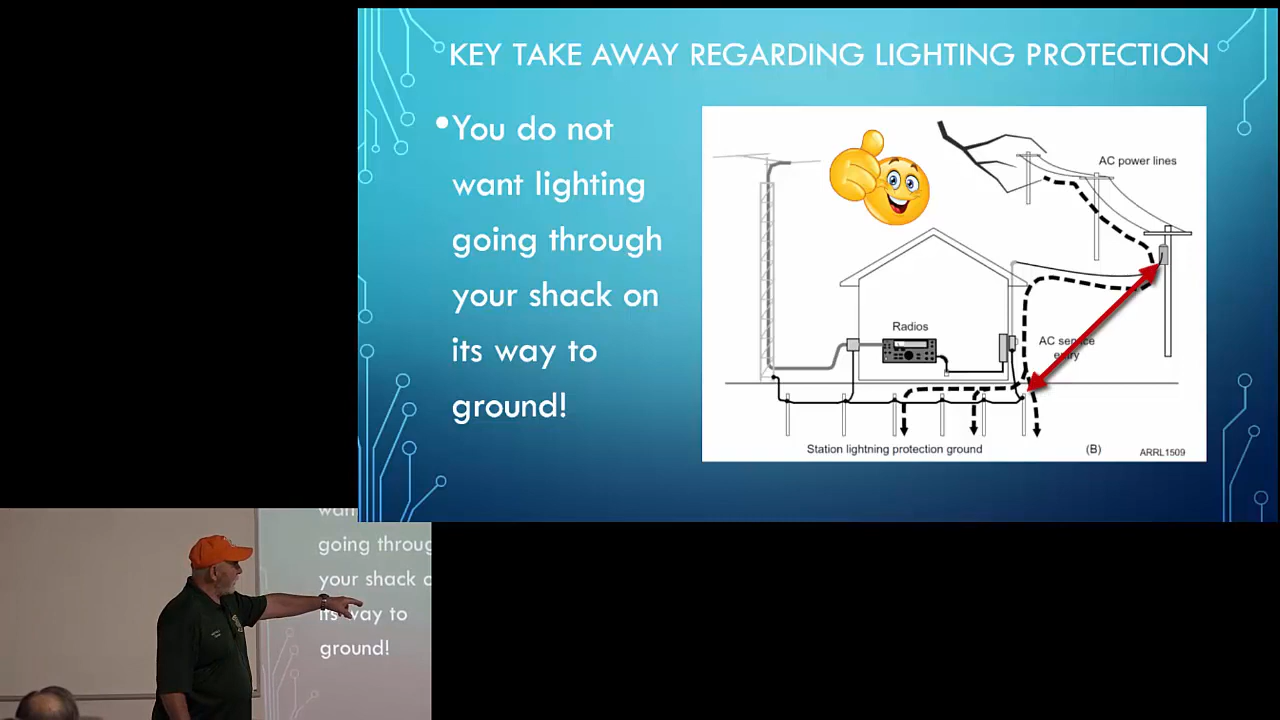 KEY TAKE AWAY REGARDING LIGHTING PROTECTION
•You do not
want lighting
going through
your shack on
its way to
ground!
AC power lines
Radios
AC service
entry
Station lightning protection ground
(B)
ARRL1509
want
going throug
your shack o
its way to
ground!